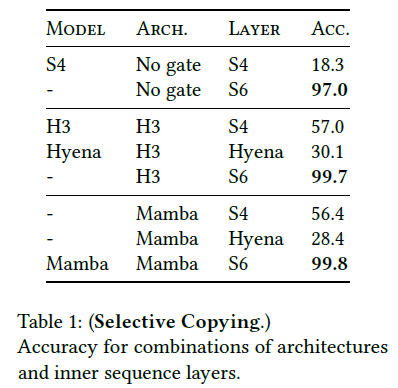 MODEL ARCH. LAYER ACC.
S4 No gate S4 18.3
- No gate S6 97.0
H3 H3 S4 57.0
Hyena H3 Hyena 30.1
- H3 S6 99.7
- Mamba S4 56.4
- Mamba Hyena 28.4
Mamba Mamba S6 99.8
Table 1: (Selective Copying.)
Accuracy for combinations of architectures
and inner sequence layers.